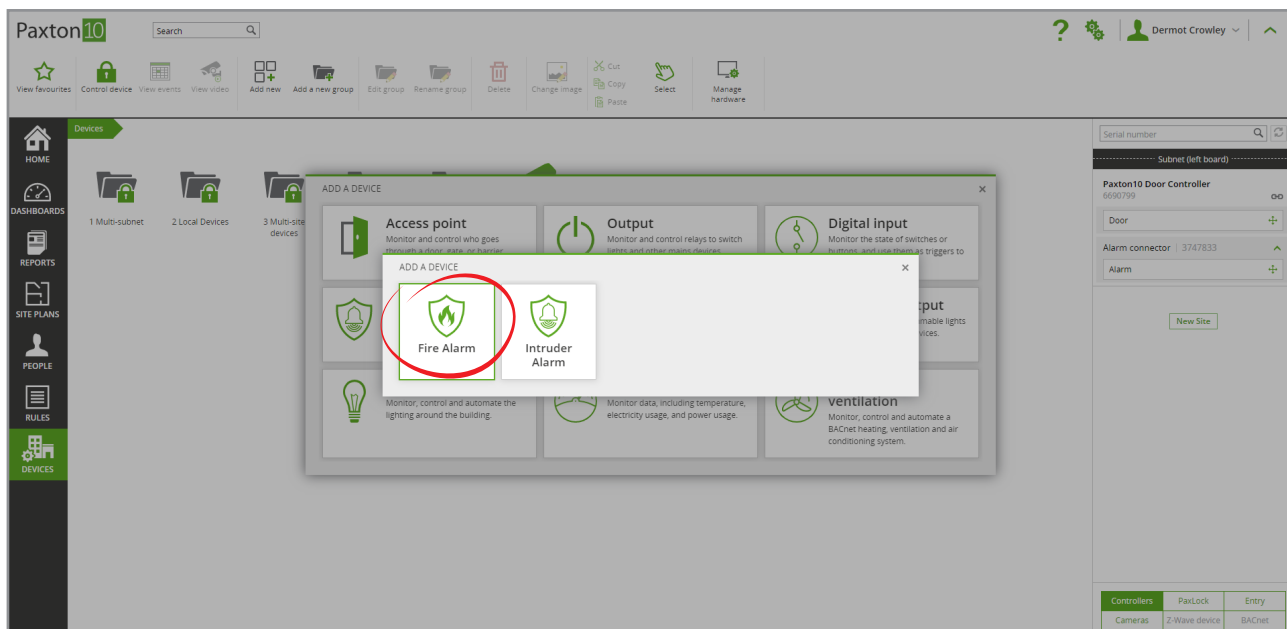 Paxton10
Search
Dermot Crowley
View favourites
Control device
View events
View video
Add new
Add a new group
Edit group
Rename group
Delete
Change image
Cut
Copy
Paste
Select
Manage
hardware
HOME
DASHBOARDS
REPORTS
SITE PLANS
PEOPLE
RULES
DEVICES
Devices
1 Multi-subnet
2 Local Devices
3 Multi-site
devices
ADD A DEVICE
Access point
Monitor and control who goes
through a door, gate, or barrier
Output
Monitor and control relays to switch
lights and other mains devices
Digital input
Monitor the state of switches or
buttons, and use them as triggers to
ADD A DEVICE
Fire Alarm
Intruder
Alarm
Monitor, control and automate the
lighting around the building.
Monitor data, including temperature,
electricity usage, and power usage.
ventilation
Monitor, control and automate a
BACnet heating, ventilation and air
conditioning system.
Serial number
Subnet (left board)
Paxton10 Door Controller
6690799
Door
Alarm connector | 3747833
Alarm
New Site
Controllers
PaxLock
Entry
Cameras
Z-Wave device
BACnet